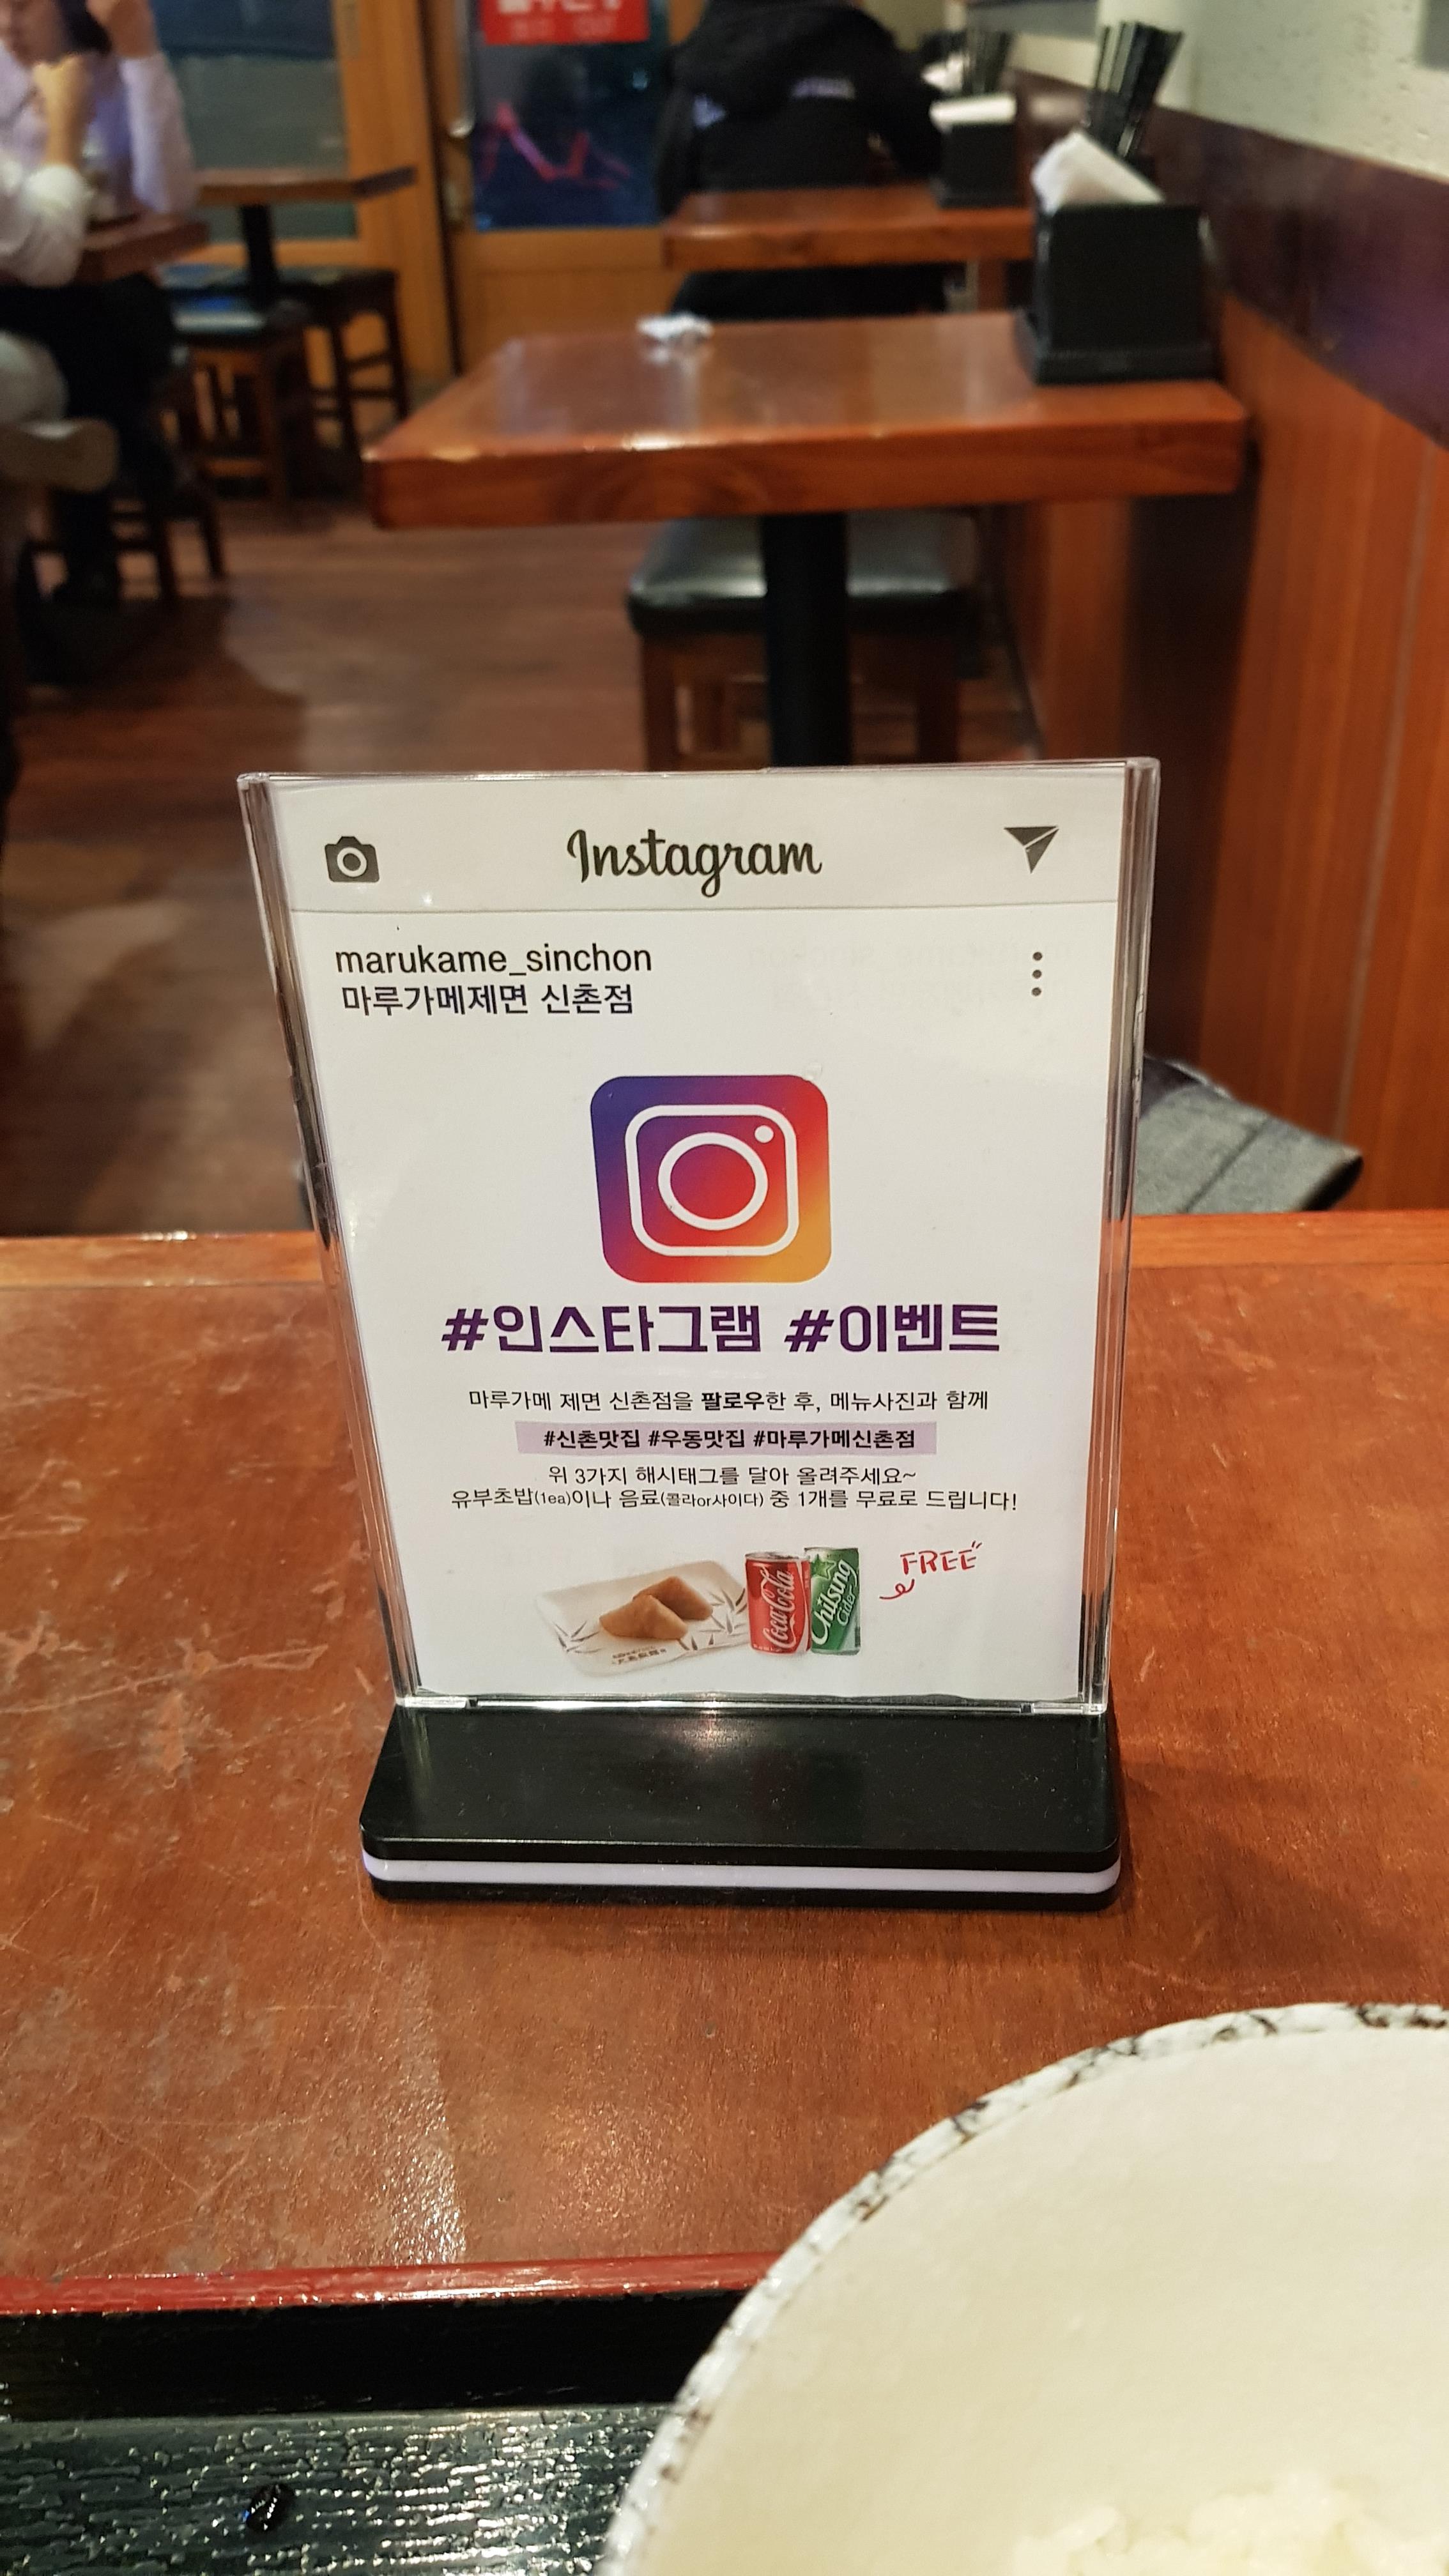 Instagram
marukame_sinchon
마루가메제면 신촌점
#인스타그램 #이벤트
마루가메 제면 신촌점을 팔로우한 후, 메뉴사진과 함께
#신촌맛집 #우동맛집 #마루가메신촌점
위 3가지 해시태그를 달아 올려주세요~
유부초밥(1ea)이나 음료(콜라or사이다) 중 1개를 무료로 드립니다!
FREE
Coca-Cola
Chilsung
Cider